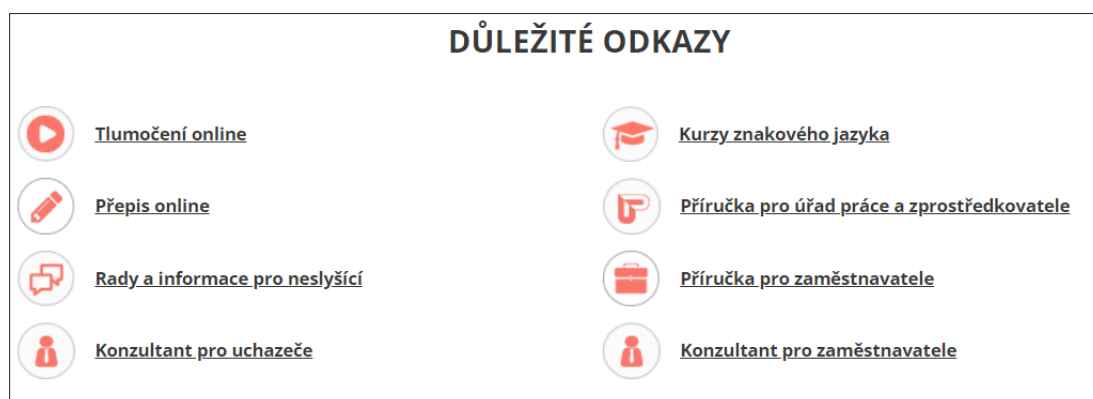 DŮLEŽITÉ ODKAZY
Tlumočení online
Přepis online
Rady a informace pro neslyšící
Konzultant pro uchazeče
Kurzy znakového jazyka
Příručka pro úřad práce a zprostředkovatele
Příručka pro zaměstnavatele
Konzultant pro zaměstnavatele